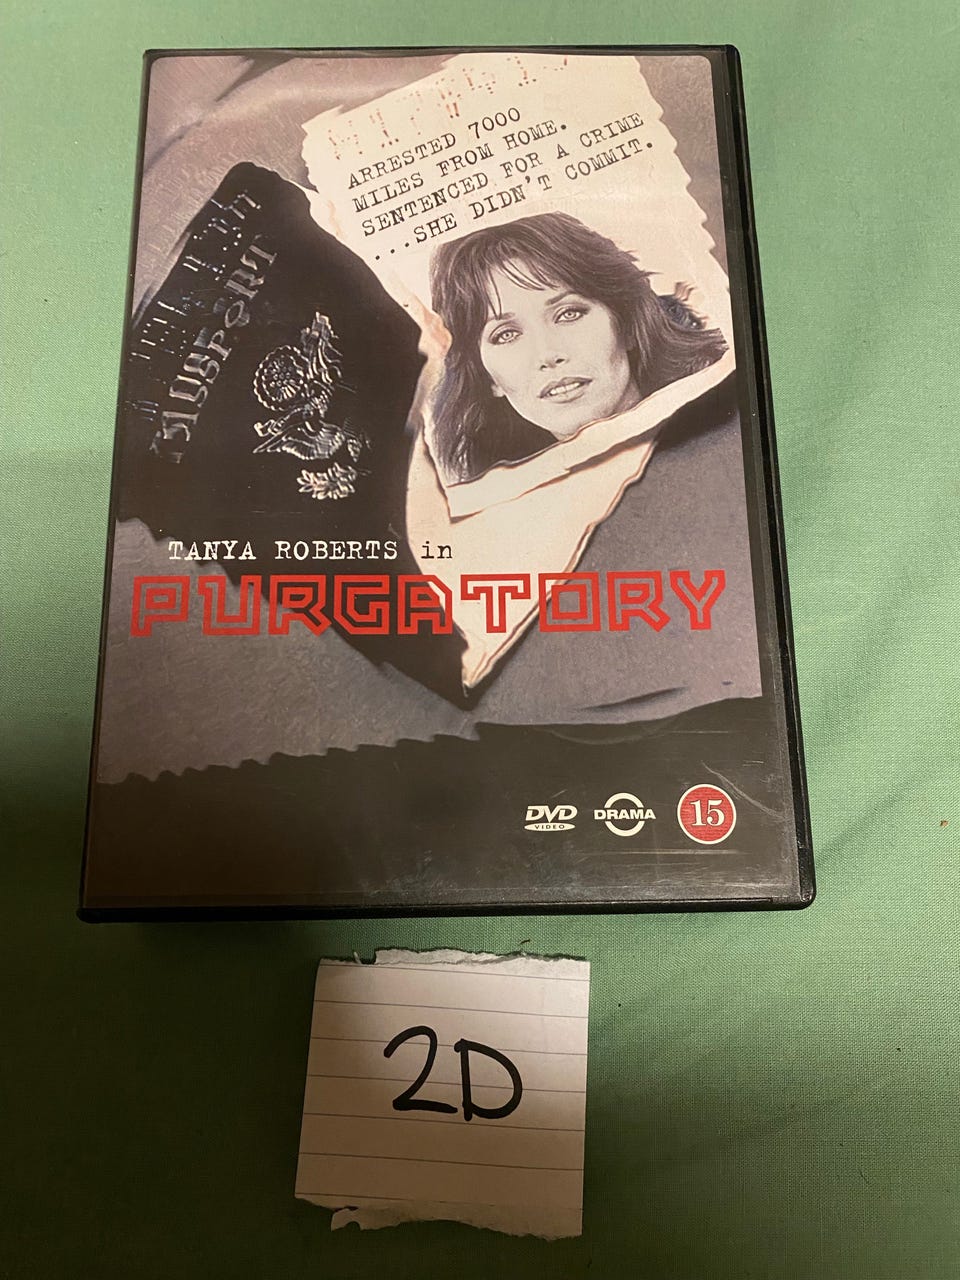 ARRESTED 7000
MILES FROM HOME.
SENTENCED FOR A CRIME
...SHE DIDN'T COMMIT.
TANYA ROBERTS in
PURGATORY
DVD
VIDEO
DRAMA
15
2D